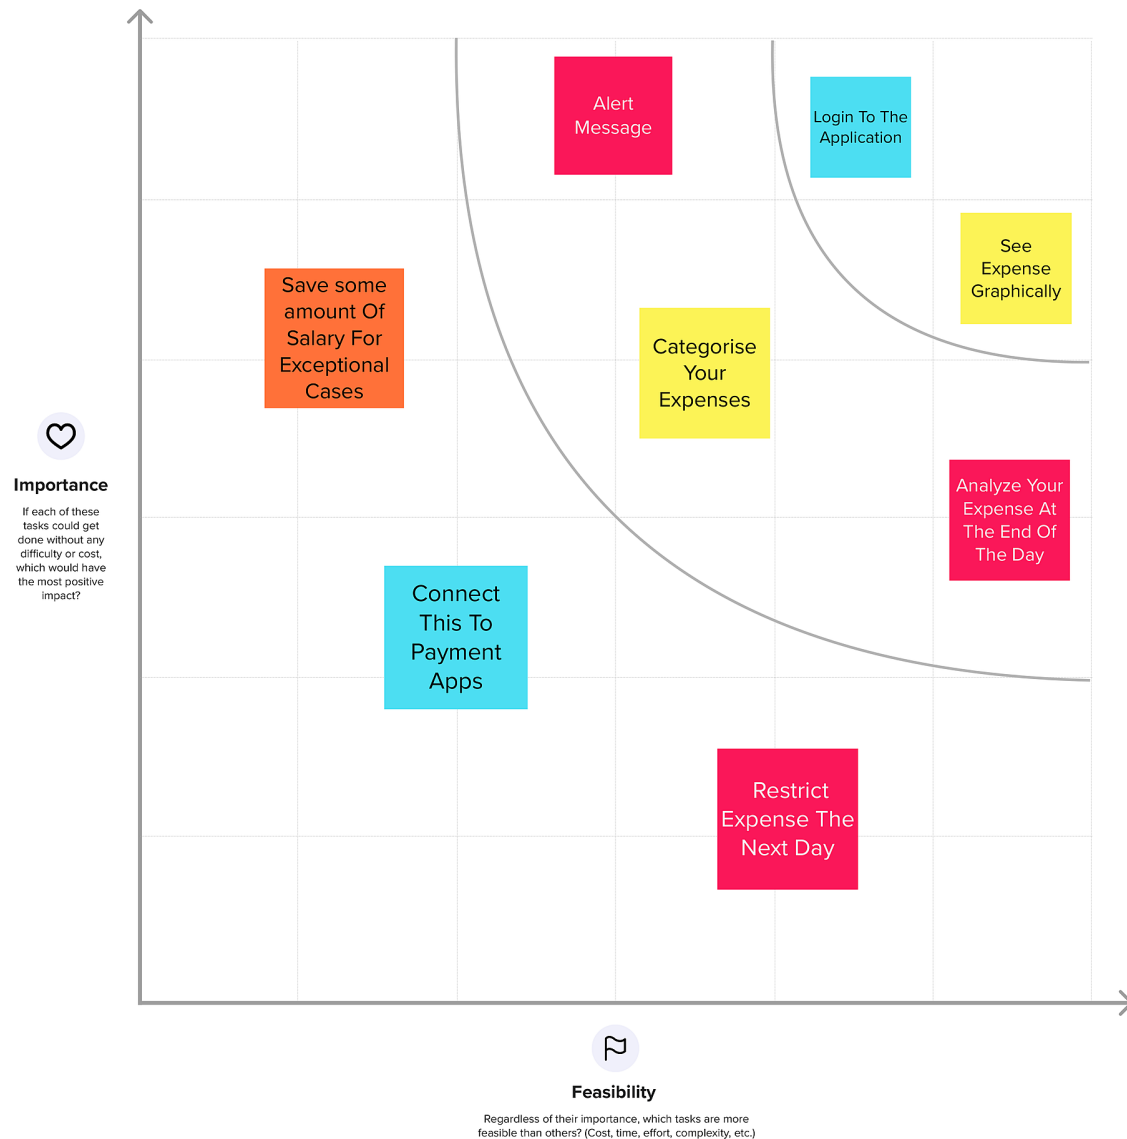 Alert
Message
Login To The
Application
See
Expense
Graphically
Save some
amount Of
Salary For
Exceptional
Cases
Categorise
Your
Expenses
Importance
If each of these
tasks could get
done without any
difficulty or cost,
which would have
the most positive
impact?
Analyze Your
Expense At
The End Of
The Day
Connect
This To
Payment
Apps
Restrict
Expense The
Next Day
Feasibility
Regardless of their importance, which tasks are more
feasible than others? (Cost, time, effort, complexity, etc.)